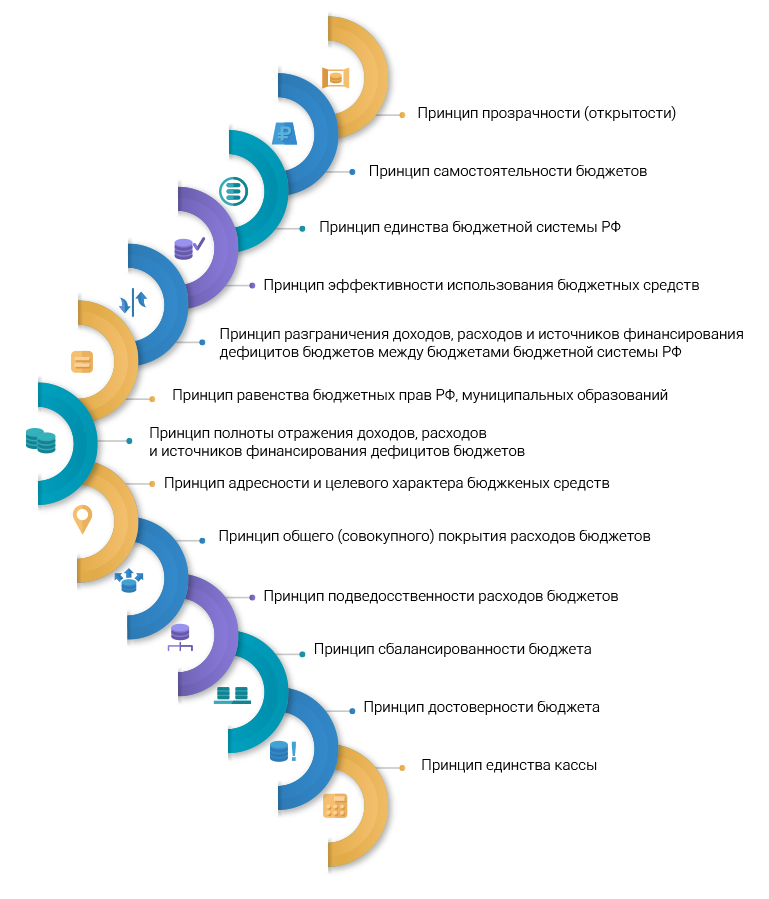 Принцип прозрачности (открытости)
Принцип самостоятельности бюджетов
Принцип единства бюджетной системы РФ
Принцип эффективности использования бюджетных средств
Принцип разграничения доходов, расходов и источников финансирования
дефицитов бюджетов между бюджетами бюджетной системы РФ
Принцип равенства бюджетных прав РФ, муниципальных образований
Принцип полноты отражения доходов, расходов
и источников финансирования дефицитов бюджетов
Принцип адресности и целевого характера бюджкеных средств
Принцип общего (совокупного) покрытия расходов бюджетов
Принцип подведосственности расходов бюджетов
Принцип сбалансированности бюджета
Принцип достоверности бюджета
Принцип единства кассы